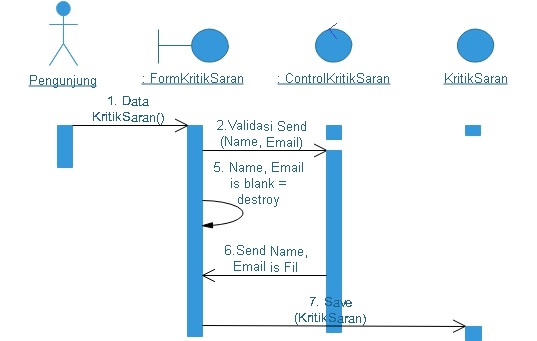 Pengunjung
: FormKritikSaran
: ControlKritikSaran
KritikSaran
1. Data
KritikSaran()
2.Validasi Send
(Name, Email)
5. Name, Email
is blank =
destroy
6.Send Name,
Email is Fil
7. Save
(KritikSaran)